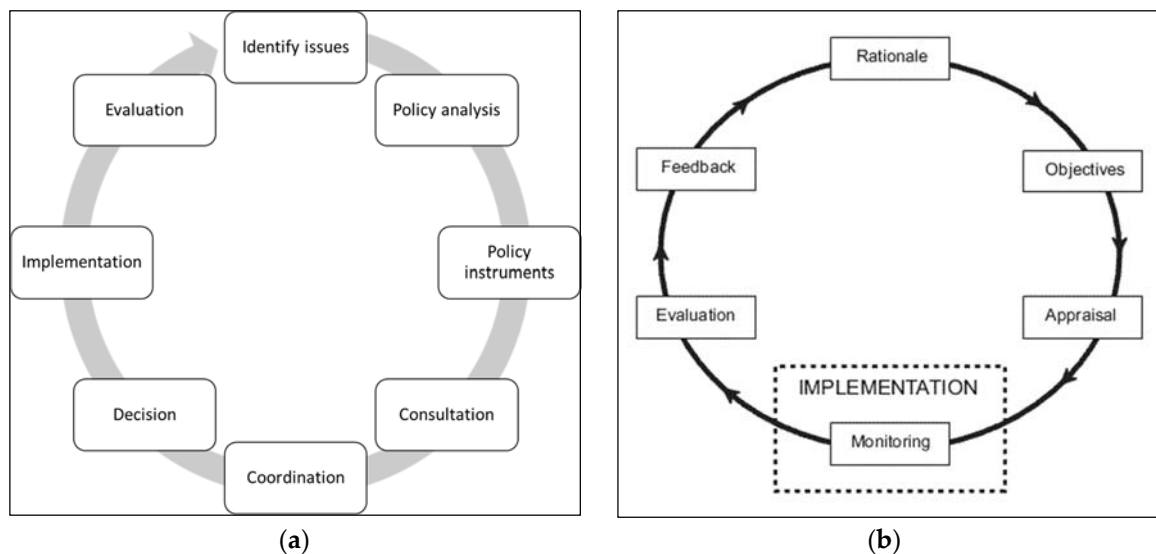 Identify issues
Policy analysis
Policy
instruments
Consultation
Coordination
Decision
Implementation
Evaluation
(a)
Rationale
Objectives
Appraisal
IMPLEMENTATION
Monitoring
Evaluation
Feedback
(b)